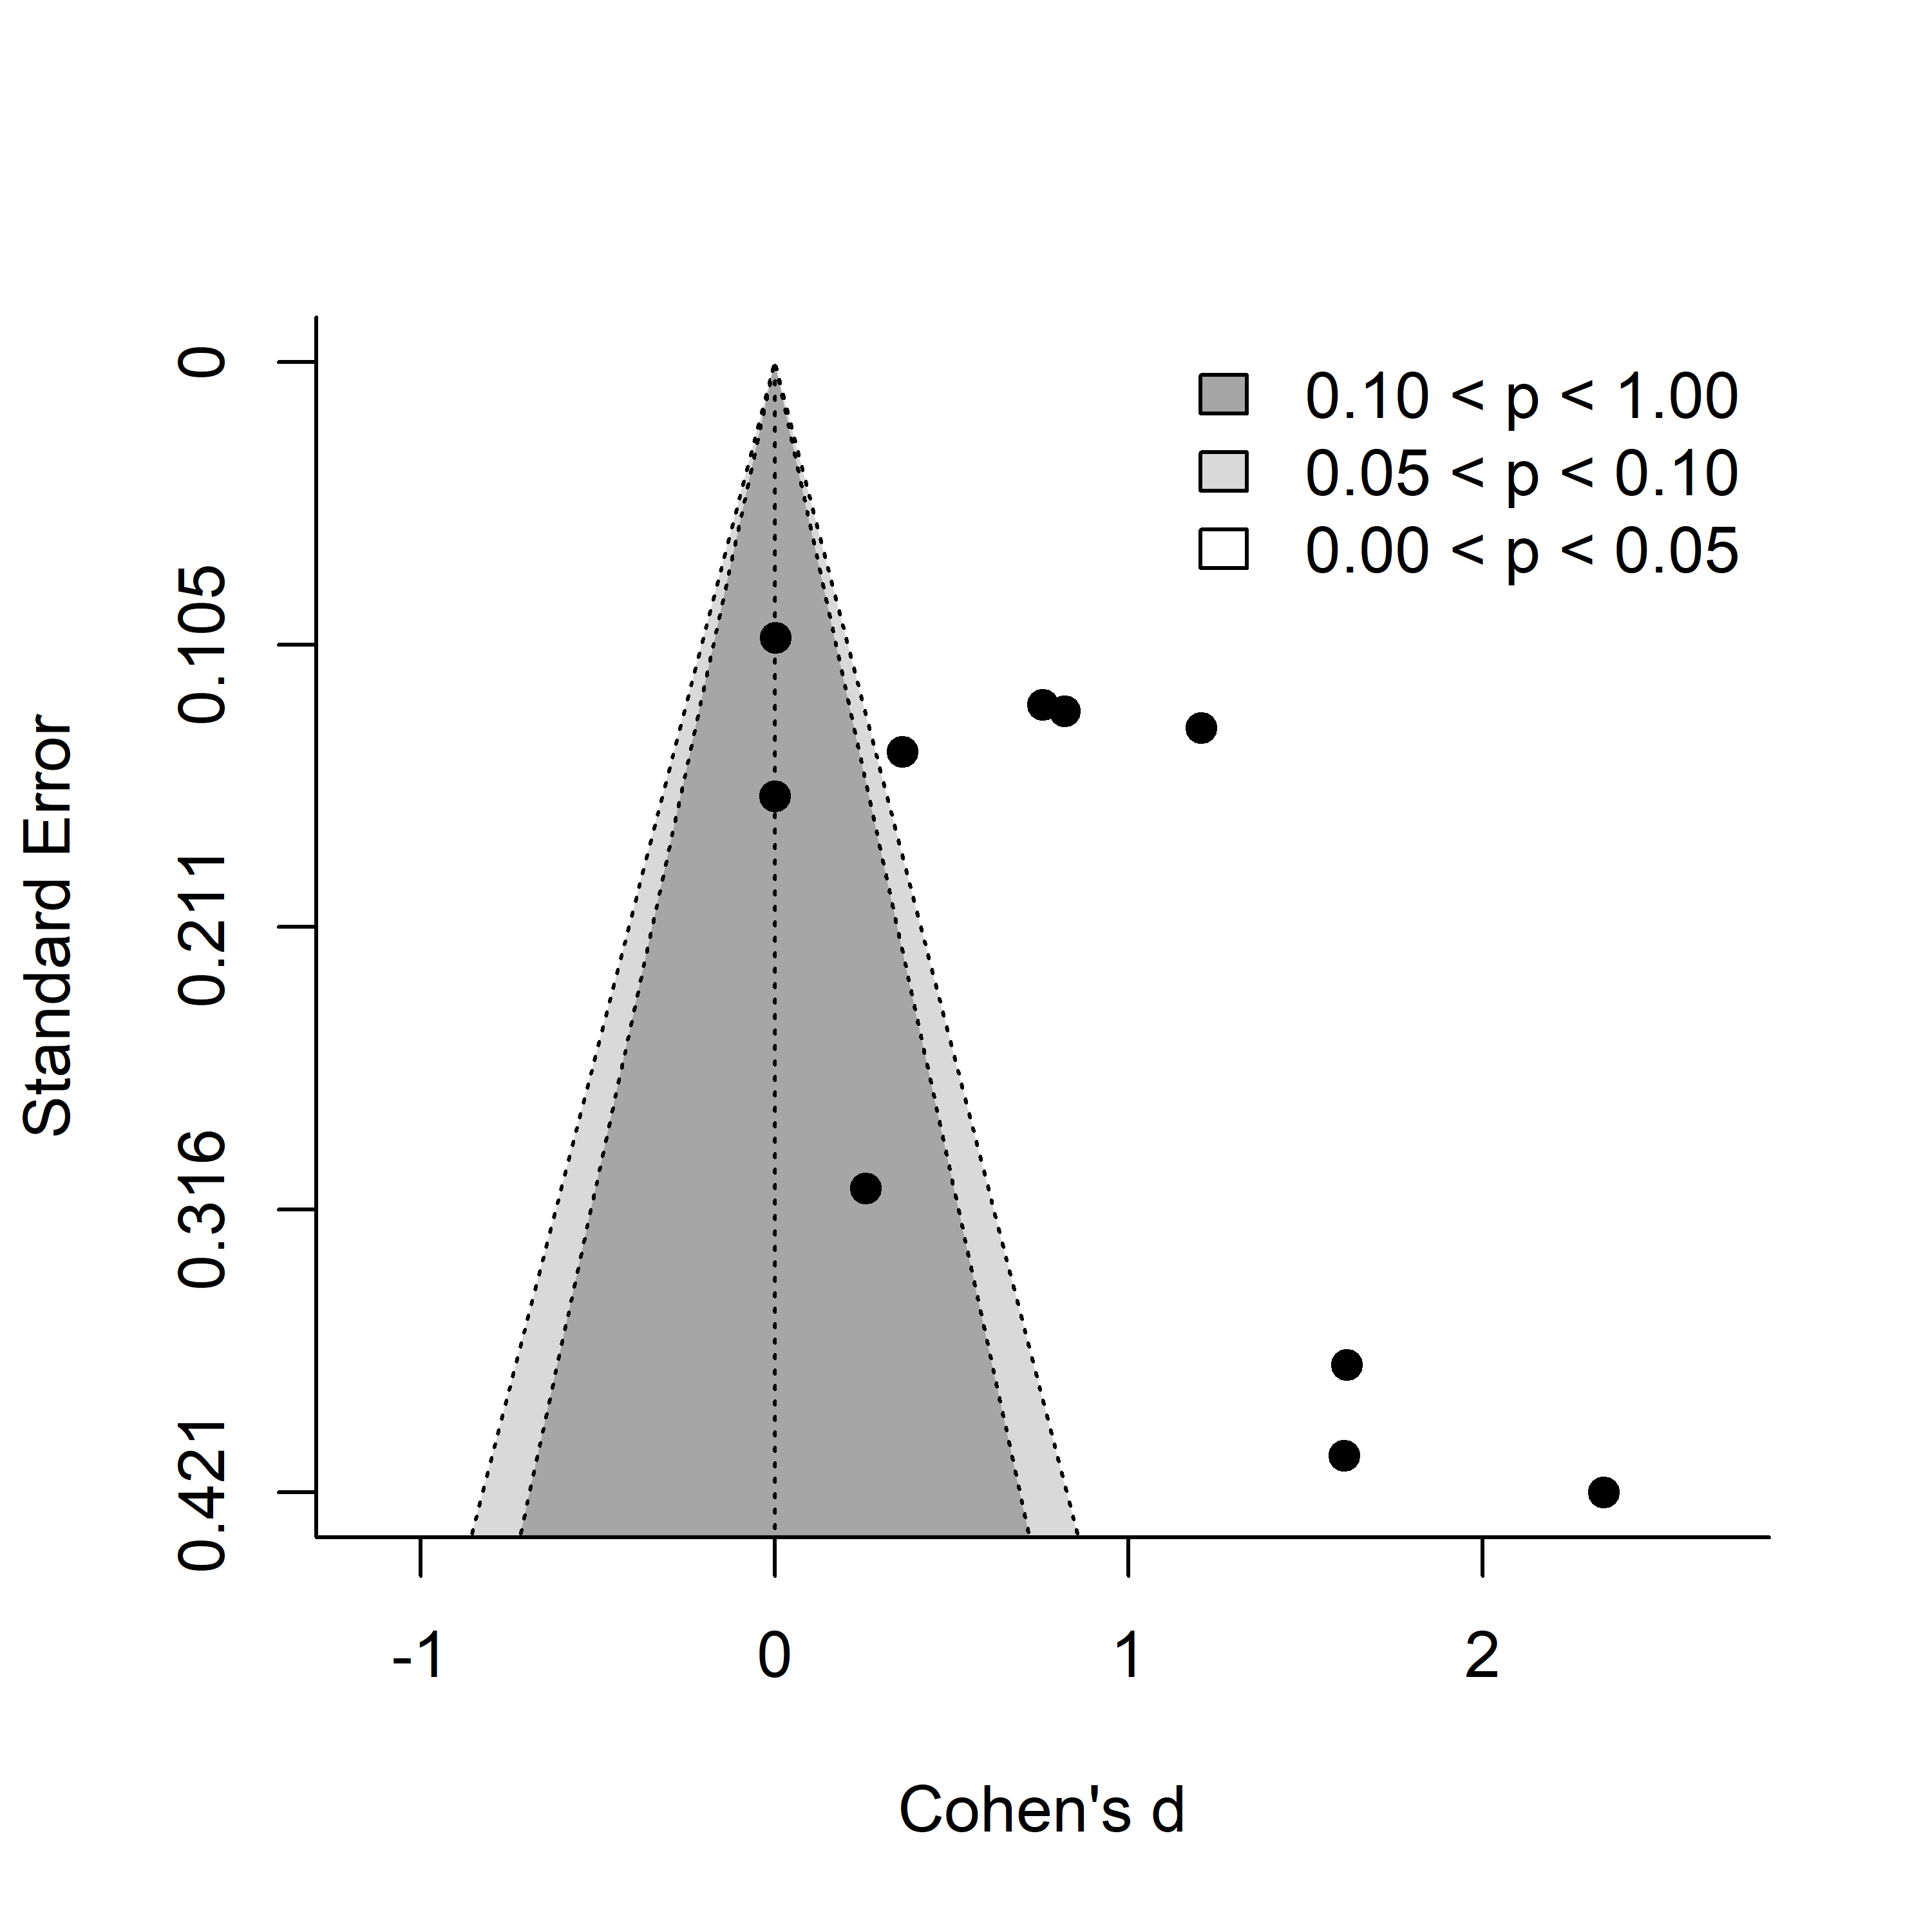 0.10 < p < 1.00
0.05 < p < 0.10
0.00 < p < 0.05
Standard Error
0
0.105
0.211
0.316
0.421
-1
0
1
2
Cohen's d